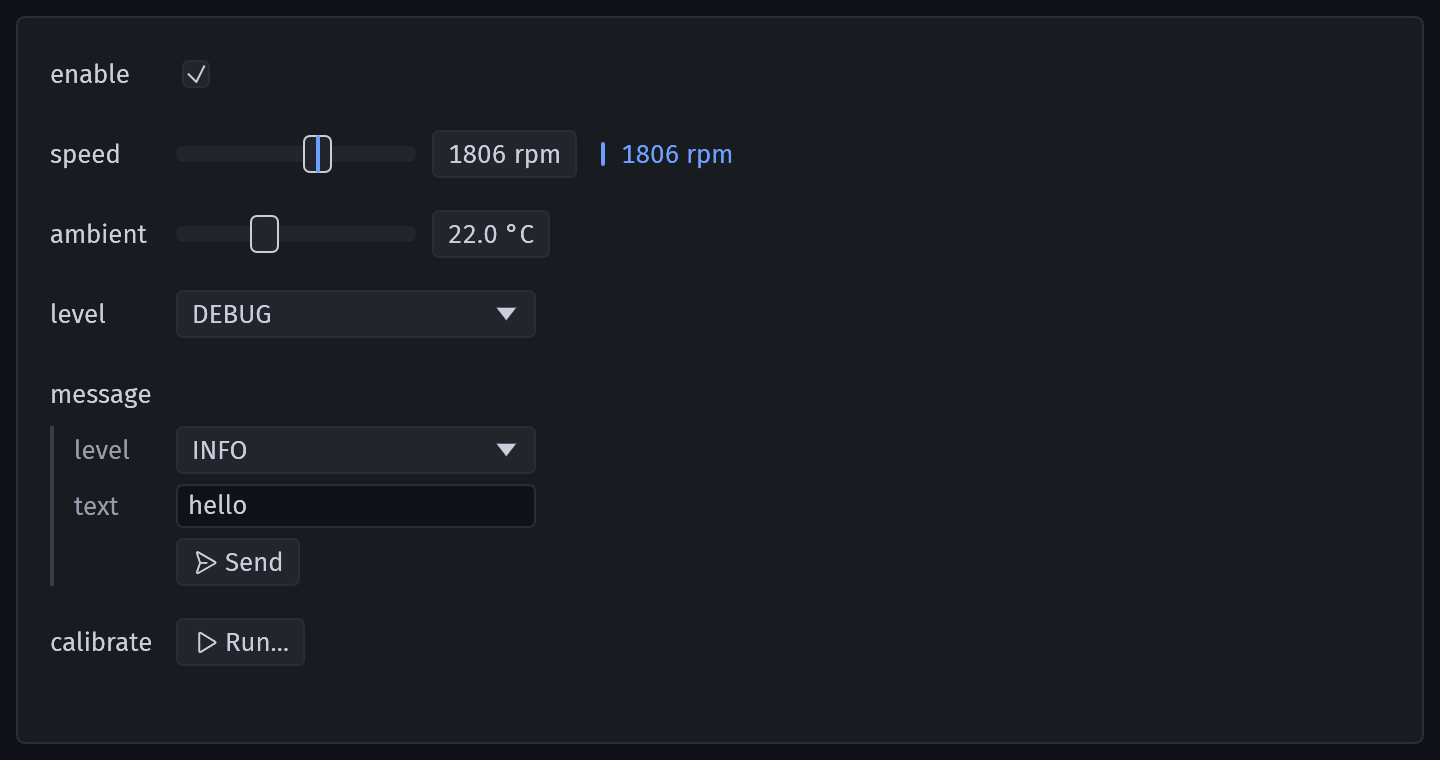 enable
speed 1806 rpm 1806 rpm
ambient 22.0 °C
level DEBUG
message
level INFO
text hello
Send
calibrate Run...